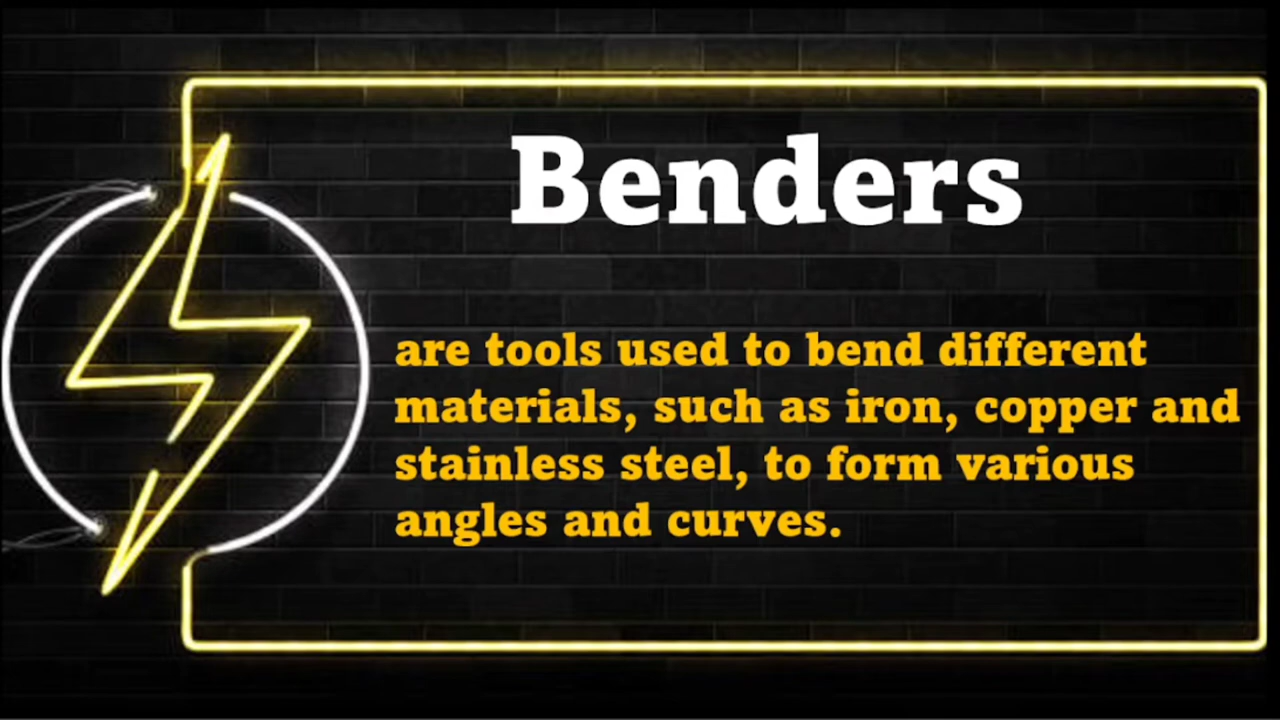 Benders
are tools used to bend different
materials, such as iron, copper and
stainless steel, to form various
angles and curves.